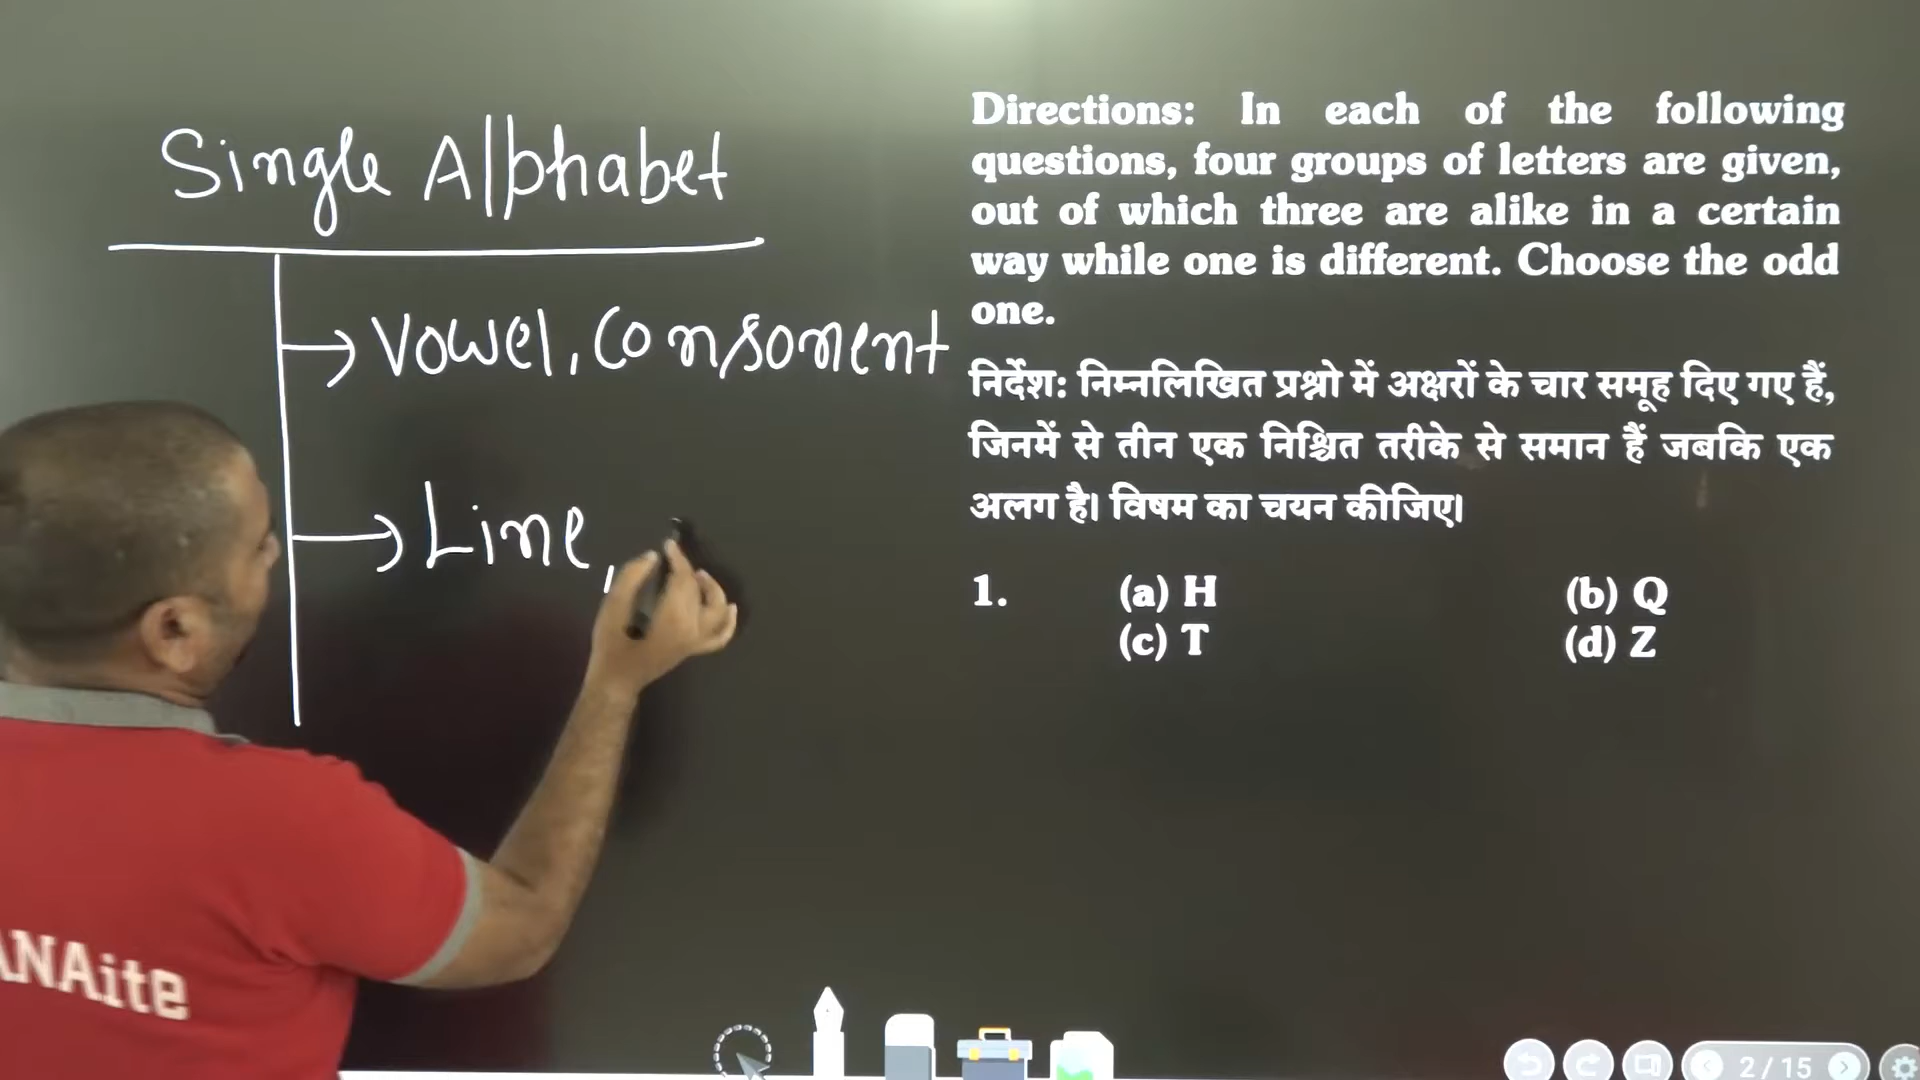 Single Alphabet
Vowel, Consonent
Line,
Directions: In each of the following
questions, four groups of letters are given,
out of which three are alike in a certain
way while one is different. Choose the odd
one.
निर्देश: निम्नलिखित प्रश्नो में अक्षरों के चार समूह दिए गए हैं,
जिनमें से तीन एक निश्चित तरीके से समान हैं जबकि एक
अलग है। विषम का चयन कीजिए।
1. (a) H (b) Q
(c) T (d) Z
ANAite
2 / 15